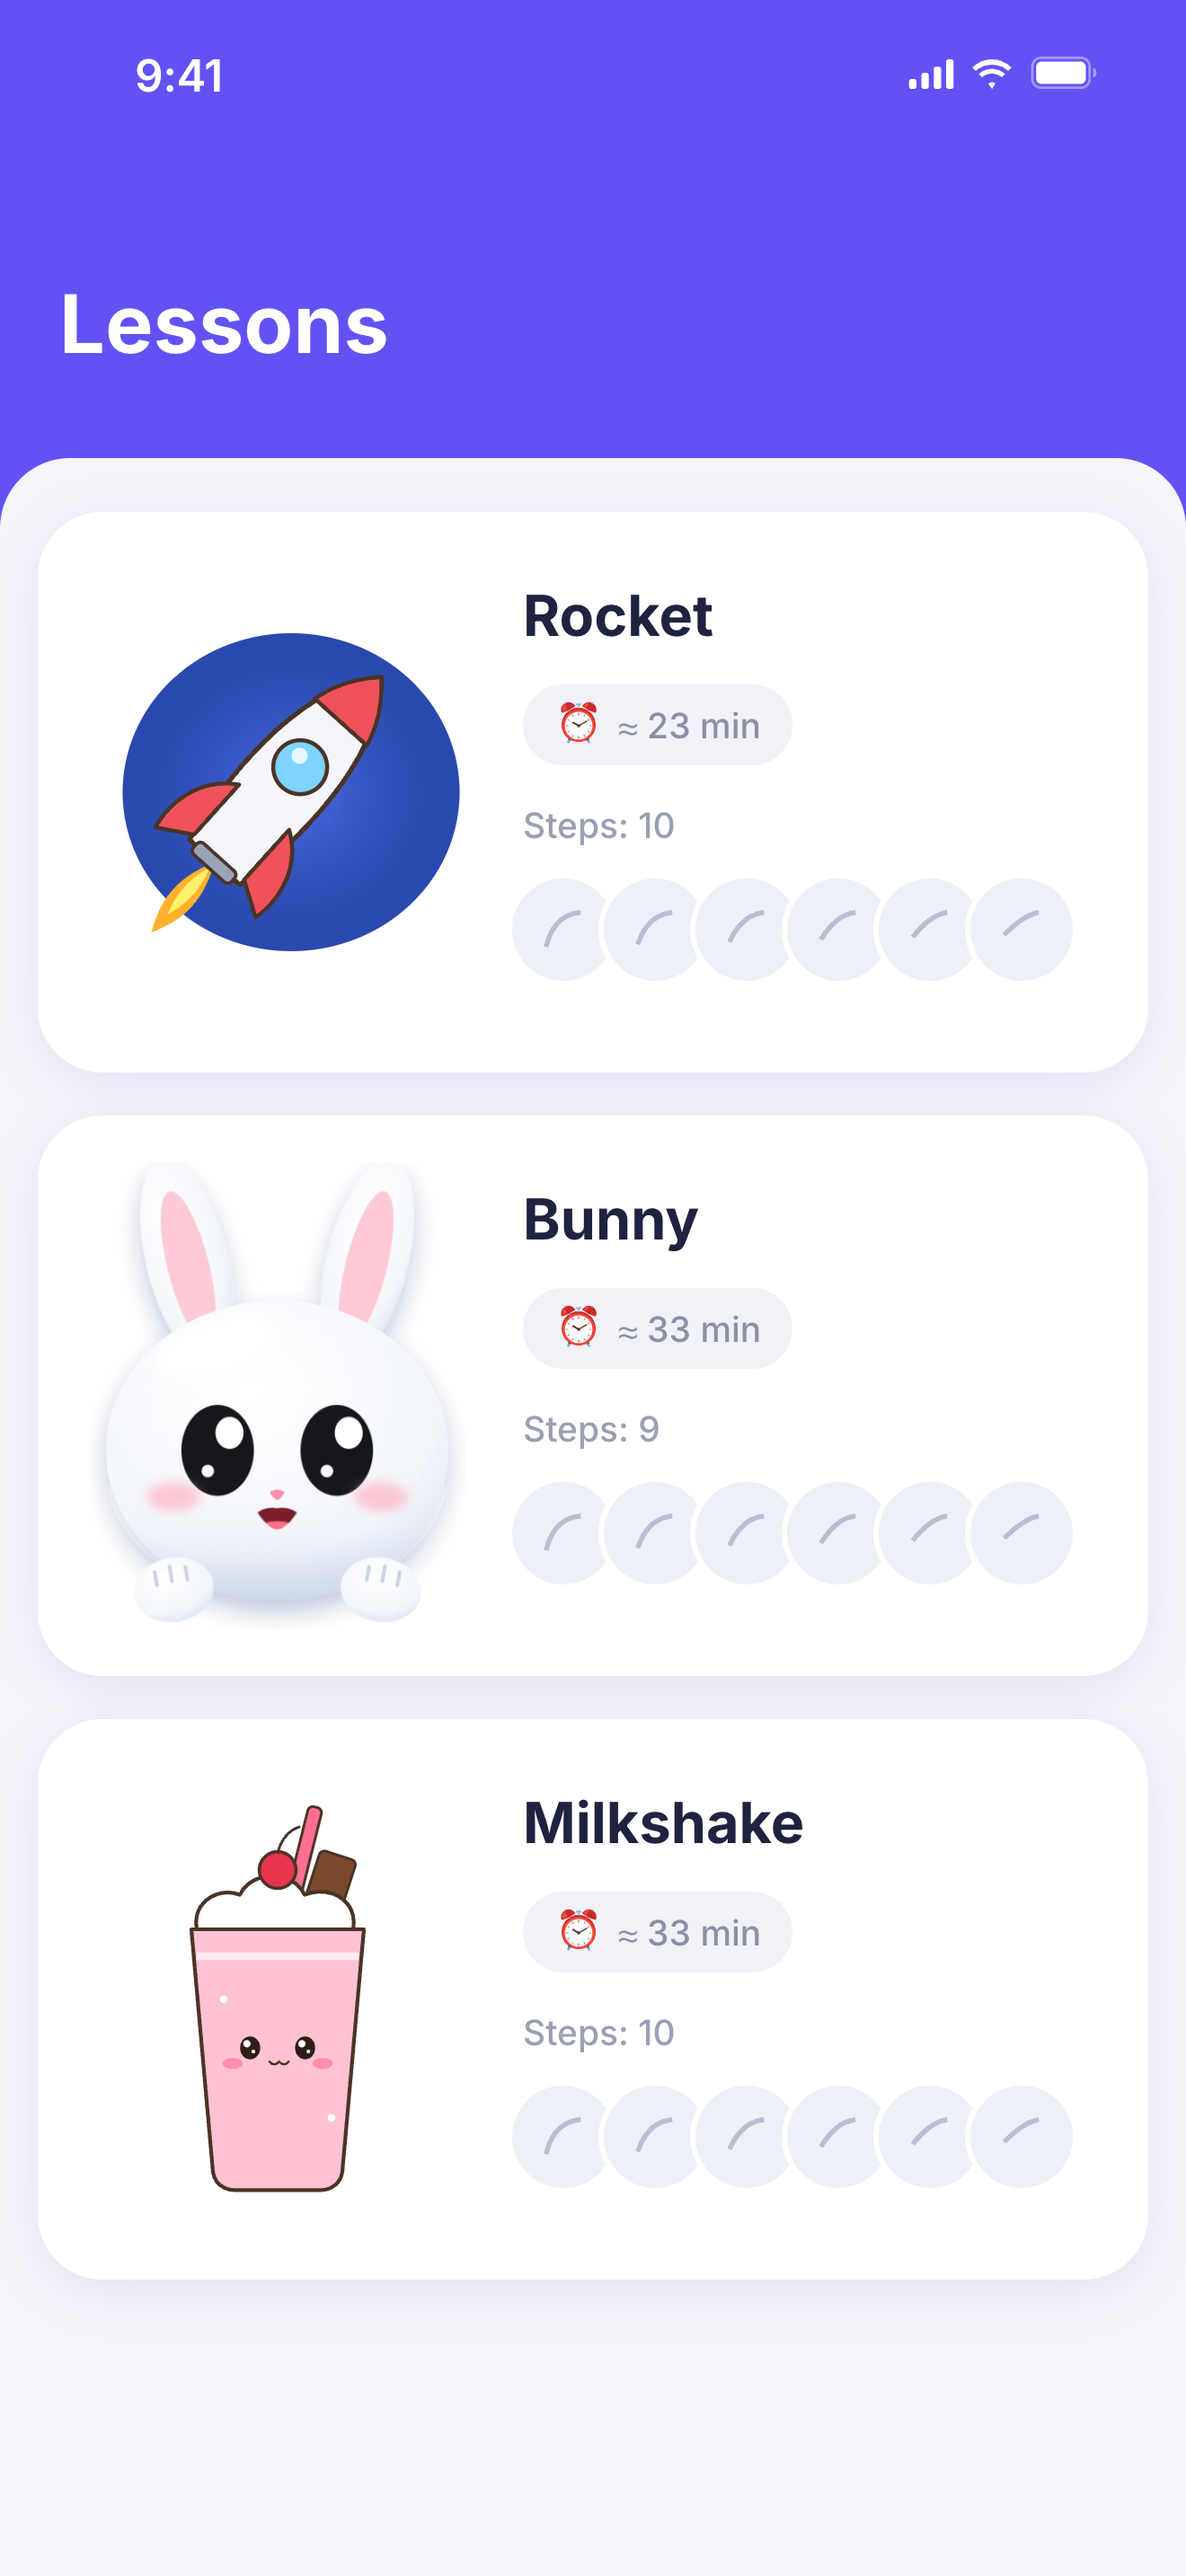 9:41
Lessons
Rocket
⏰ ≈ 23 min
Steps: 10
Bunny
⏰ ≈ 33 min
Steps: 9
Milkshake
⏰ ≈ 33 min
Steps: 10